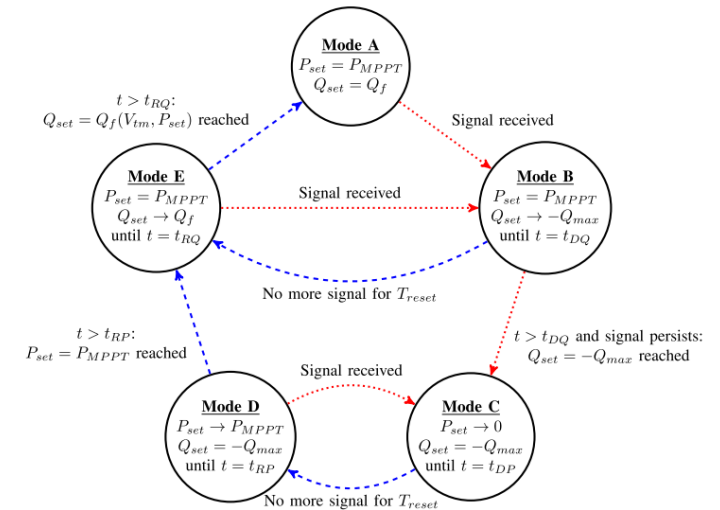 Mode A
P_set = P_MPPT
Q_set = Q_f
t > t_RQ:
Q_set = Q_f(V_tm, P_set) reached
Signal received
Mode E
P_set = P_MPPT
Q_set → Q_f
until t = t_RQ
Signal received
Mode B
P_set = P_MPPT
Q_set → −Q_max
until t = t_DQ
No more signal for T_reset
t > t_RP:
P_set = P_MPPT reached
t > t_DQ and signal persists:
Q_set = −Q_max reached
Signal received
Mode D
P_set → P_MPPT
Q_set = −Q_max
until t = t_RP
Mode C
P_set → 0
Q_set = −Q_max
until t = t_DP
No more signal for T_reset